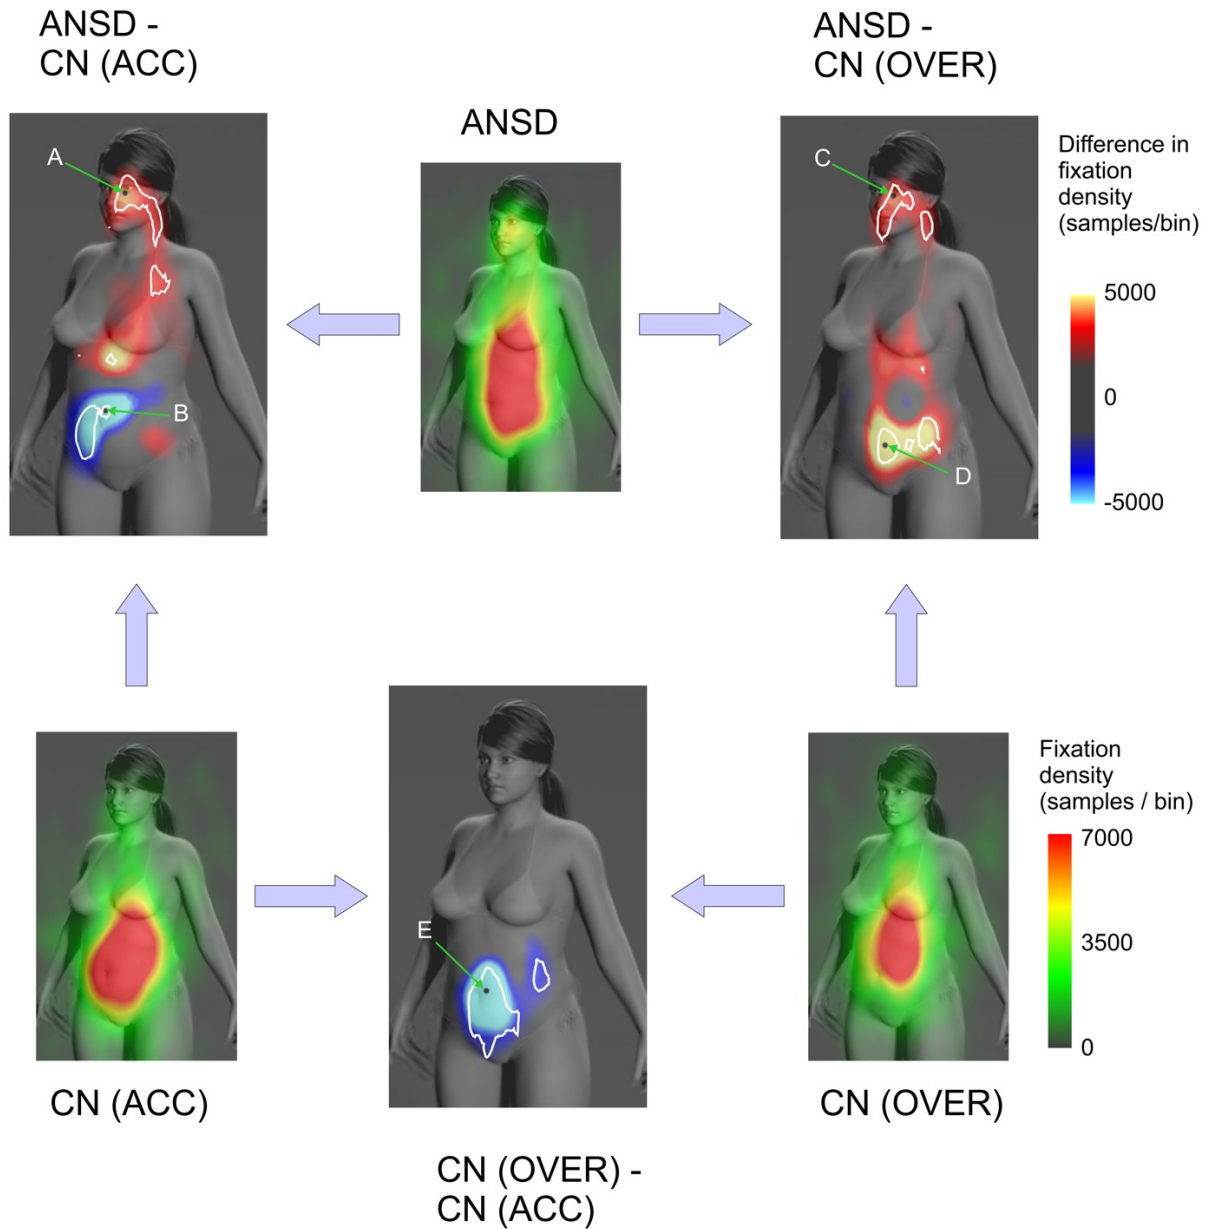 ANSD -
CN (ACC)
ANSD
ANSD -
CN (OVER)
A
B
C
D
Difference in
fixation
density
(samples/bin)
5000
0
-5000
E
Fixation
density
(samples / bin)
7000
3500
0
CN (ACC)
CN (OVER)
CN (OVER) -
CN (ACC)